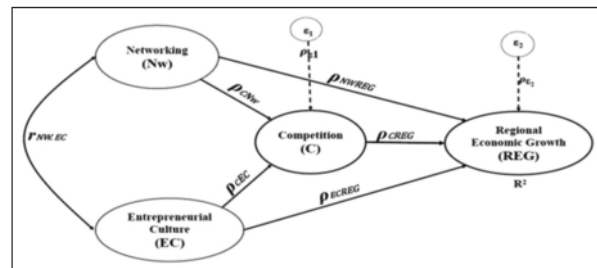 Networking
(Nw)
ε1
ρε1
ε2
ρε2
ρNWREG
ρCNw
rNW.EC
Competition
(C)
ρCREG
Regional
Economic Growth
(REG)
R²
ρCEC
ρECREG
Entrepreneurial
Culture
(EC)